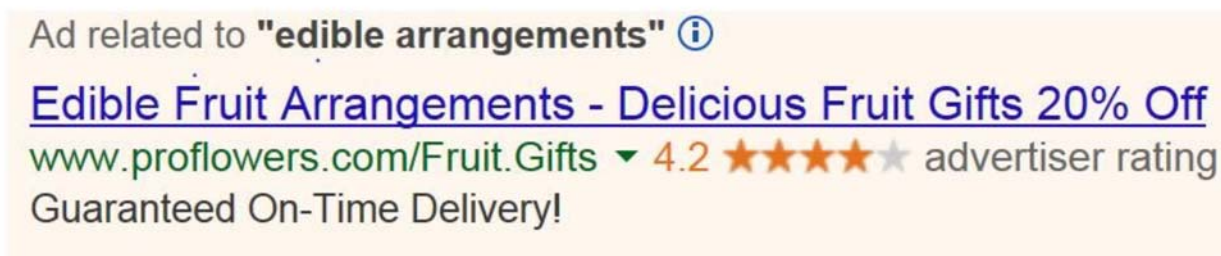 Ad related to "edible arrangements"
Edible Fruit Arrangements - Delicious Fruit Gifts 20% Off
www.proflowers.com/Fruit.Gifts 4.2 advertiser rating
Guaranteed On-Time Delivery!